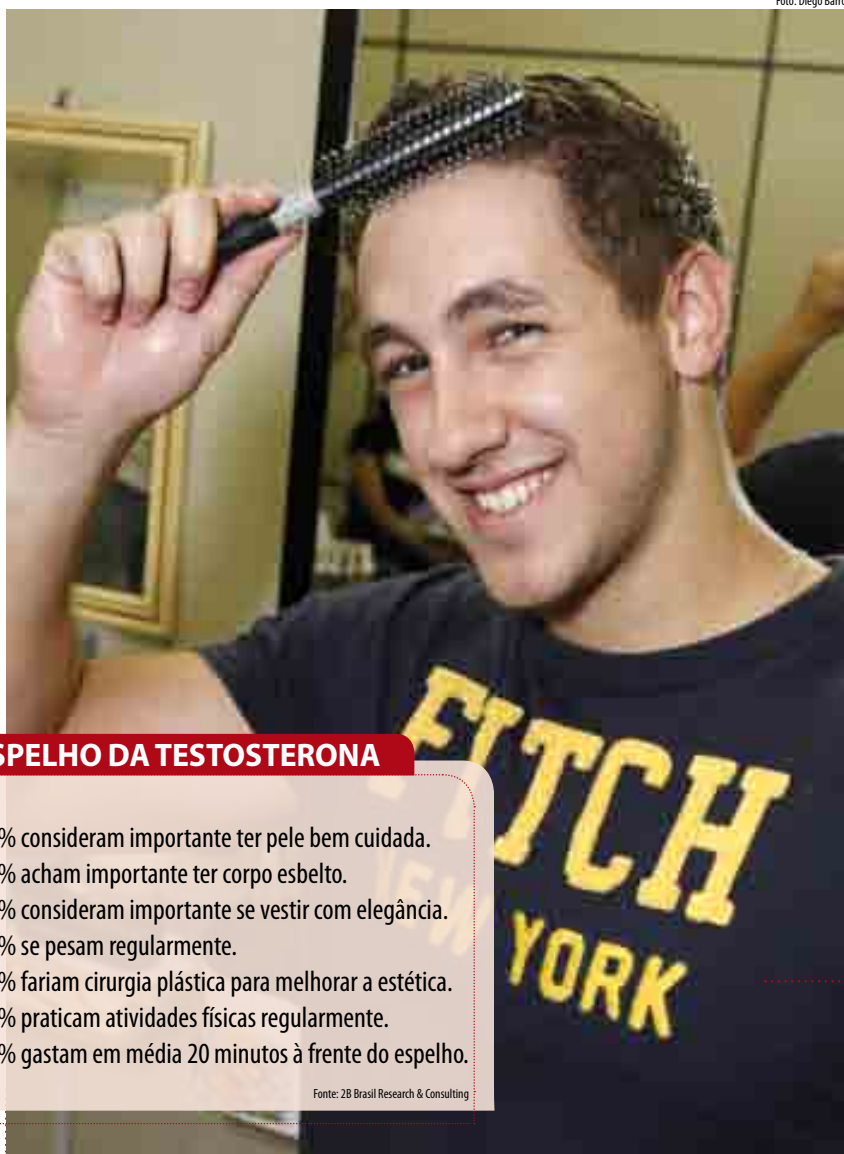 Foto: Diego Barro
SPELHO DA TESTOSTERONA
% consideram importante ter pele bem cuidada.
% acham importante ter corpo esbelto.
% consideram importante se vestir com elegância.
% se pesam regularmente.
% fariam cirurgia plástica para melhorar a estética.
% praticam atividades físicas regularmente.
% gastam em média 20 minutos à frente do espelho.
Fonte: 2B Brasil Research & Consulting
FITCH
NEW YORK